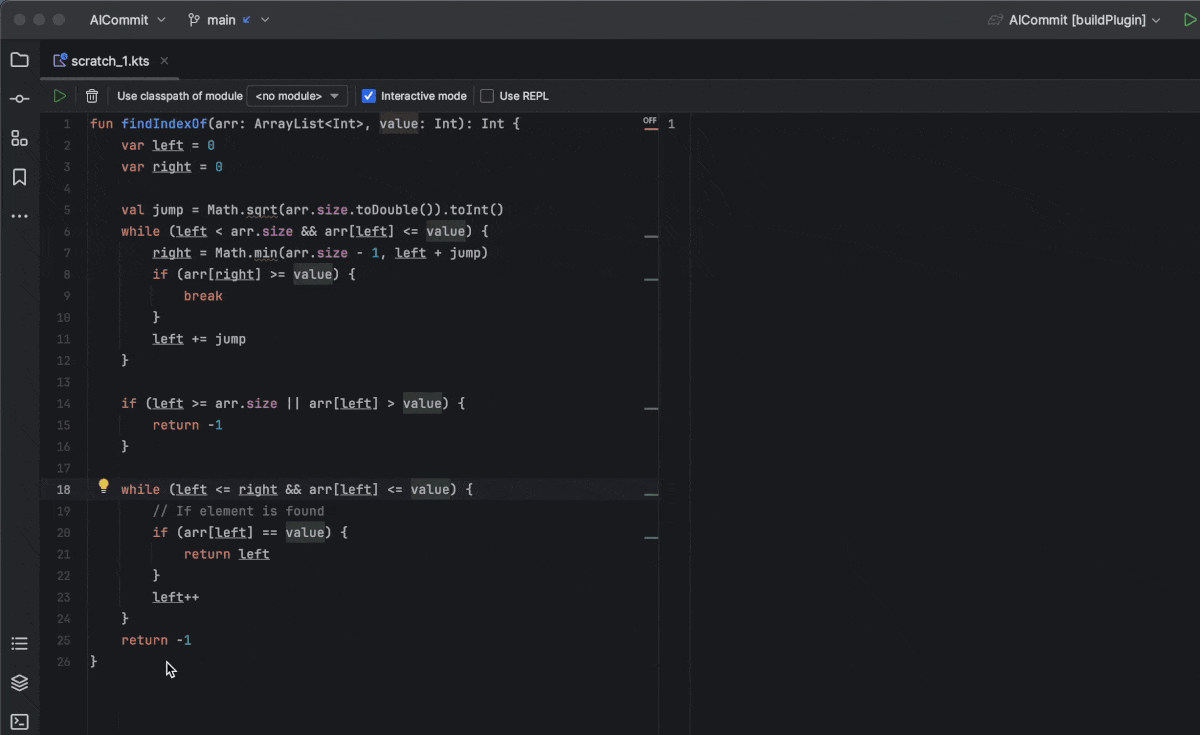 AICommit main AICommit [buildPlugin]
scratch_1.kts
Use classpath of module <no module> Interactive mode Use REPL
1 fun findIndexOf(arr: ArrayList<Int>, value: Int): Int { OFF 1
2 var left = 0
3 var right = 0
4
5 val jump = Math.sqrt(arr.size.toDouble()).toInt()
6 while (left < arr.size && arr[left] <= value) {
7 right = Math.min(arr.size - 1, left + jump)
8 if (arr[right] >= value) {
9 break
10 }
11 left += jump
12 }
13
14 if (left >= arr.size || arr[left] > value) {
15 return -1
16 }
17
18 while (left <= right && arr[left] <= value) {
19 // If element is found
20 if (arr[left] == value) {
21 return left
22 }
23 left++
24 }
25 return -1
26 }